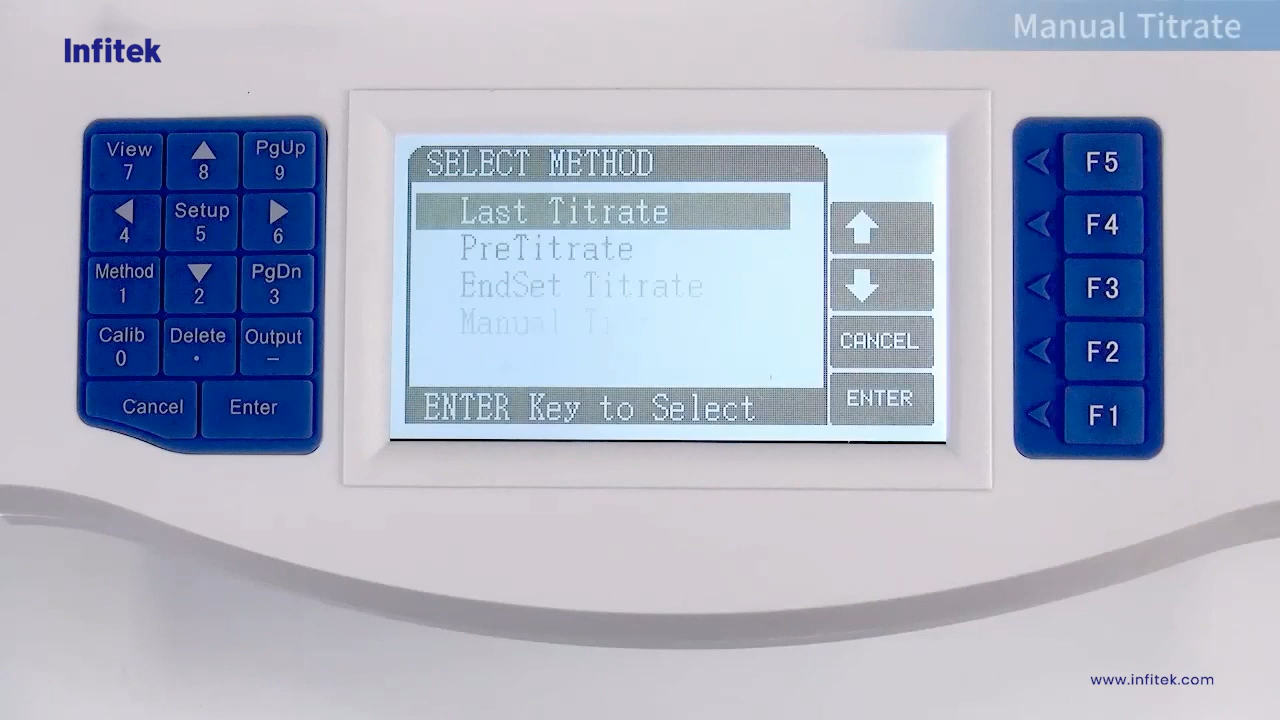 Manual Titrate
Infitek
View
7
8
PgUp
9
4
Setup
5
6
Method
1
2
PgDn
3
Calib
0
Delete
.
Output
–
Cancel
Enter
SELECT METHOD
Last Titrate
PreTitrate
EndSet Titrate
Manual
CANCEL
ENTER
ENTER Key to Select
F5
F4
F3
F2
F1
www.infitek.com